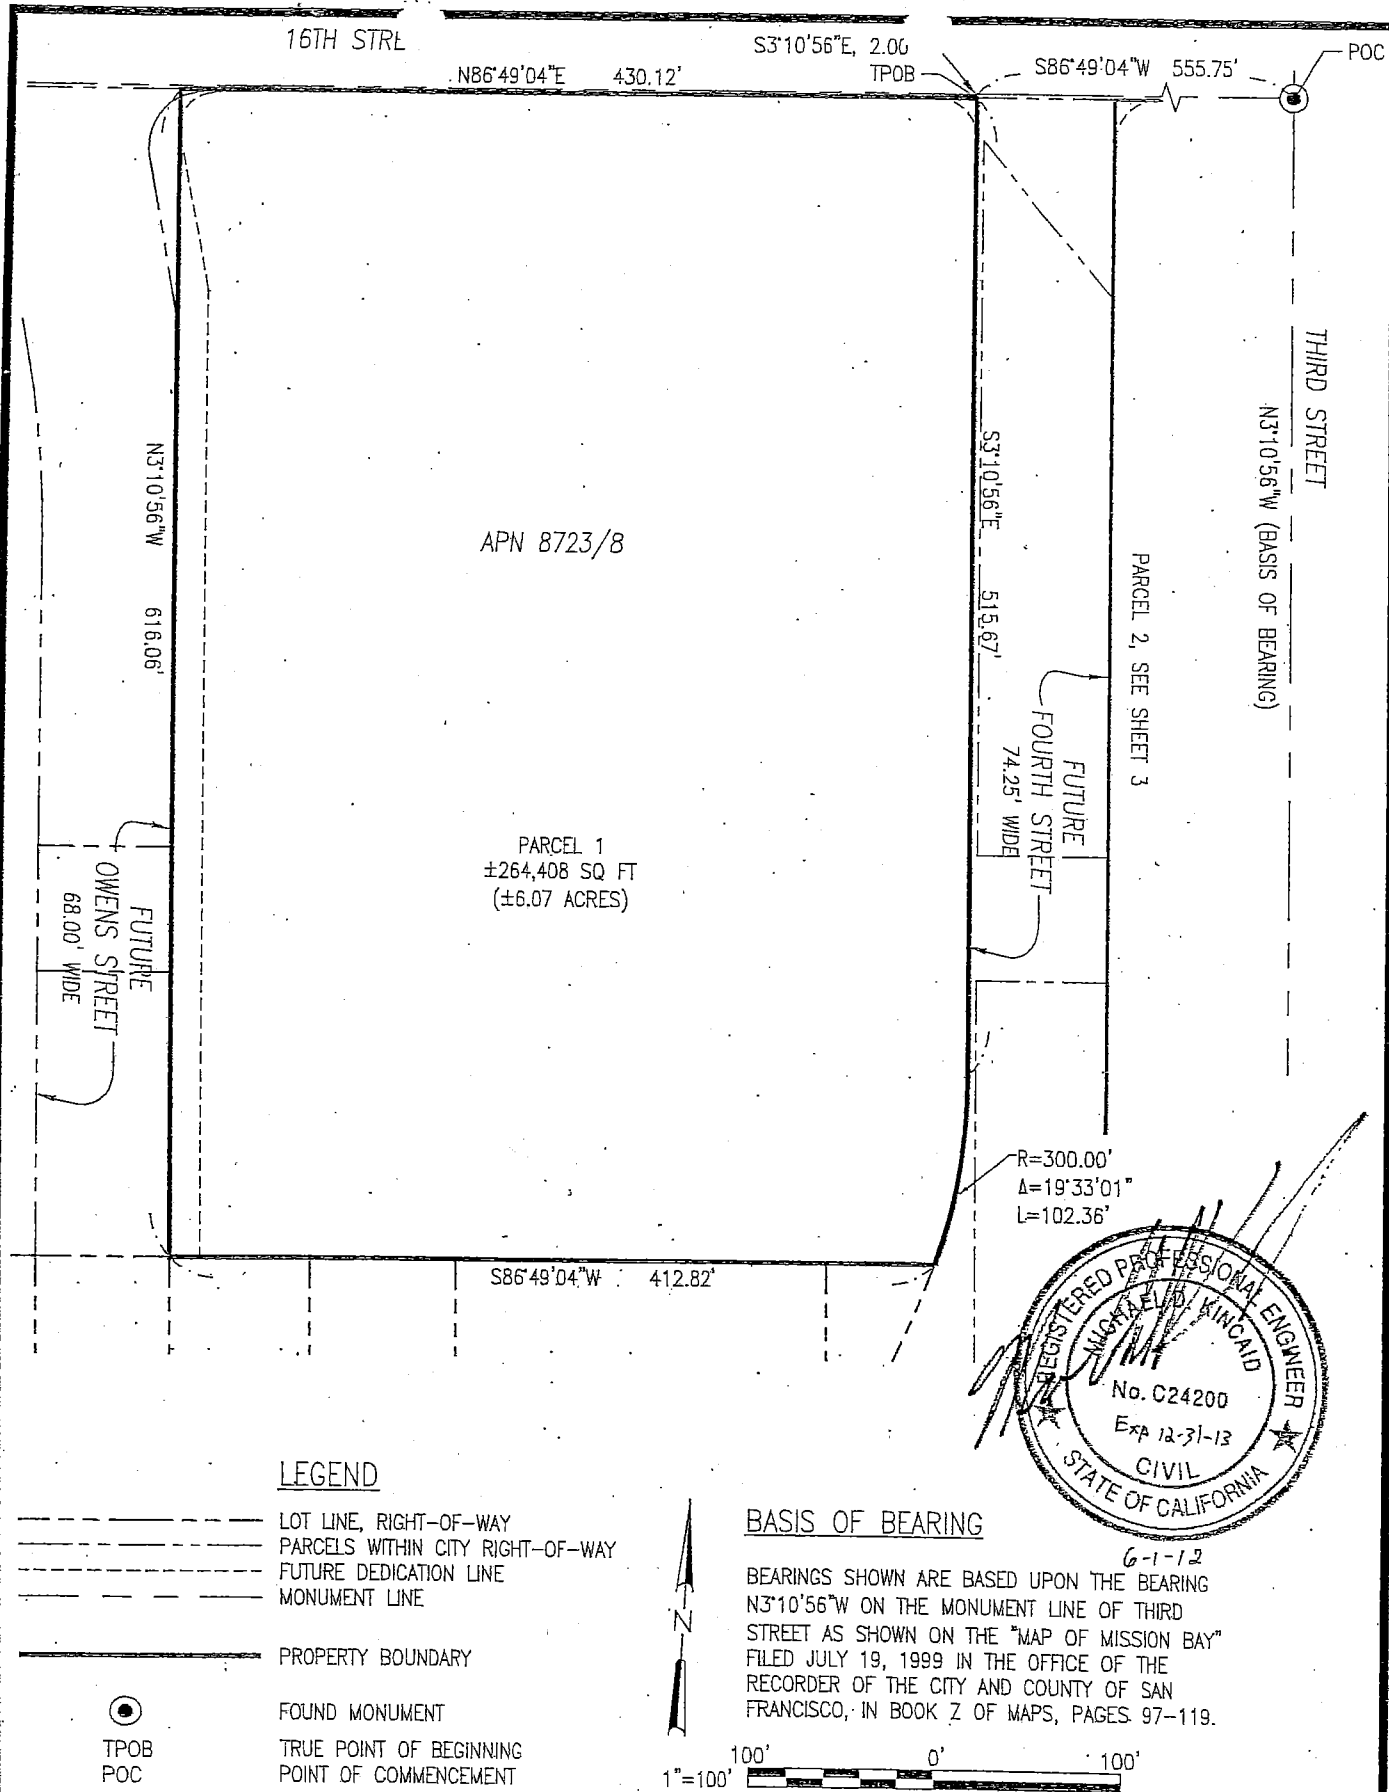 16TH STRE
S3°10'56"E, 2.00
TPOB
S86°49'04"W 555.75'
POC
N86°49'04"E 430.12'
THIRD STREET
N3°10'56"W (BASIS OF BEARING)
N3°10'56"W 616.06'
S3°10'56"E 515.67'
APN 8723/8
PARCEL 2, SEE SHEET 3
FUTURE
FOURTH STREET
74.25' WIDE
PARCEL 1
±264,408 SQ FT
(±6.07 ACRES)
FUTURE
OWENS STREET
68.00' WIDE
R=300.00'
Δ=19°33'01"
L=102.36'
S86°49'04"W 412.82'
REGISTERED PROFESSIONAL ENGINEER
MICHAEL D. KINCAID
No. C24200
Exp 12-31-13
CIVIL
STATE OF CALIFORNIA
6-1-12
LEGEND
LOT LINE, RIGHT-OF-WAY
PARCELS WITHIN CITY RIGHT-OF-WAY
FUTURE DEDICATION LINE
MONUMENT LINE
PROPERTY BOUNDARY
FOUND MONUMENT
TPOB TRUE POINT OF BEGINNING
POC POINT OF COMMENCEMENT
N
BASIS OF BEARING
BEARINGS SHOWN ARE BASED UPON THE BEARING
N3°10'56"W ON THE MONUMENT LINE OF THIRD
STREET AS SHOWN ON THE "MAP OF MISSION BAY"
FILED JULY 19, 1999 IN THE OFFICE OF THE
RECORDER OF THE CITY AND COUNTY OF SAN
FRANCISCO, IN BOOK Z OF MAPS, PAGES 97-119.
100' 0' 100'
1"=100'